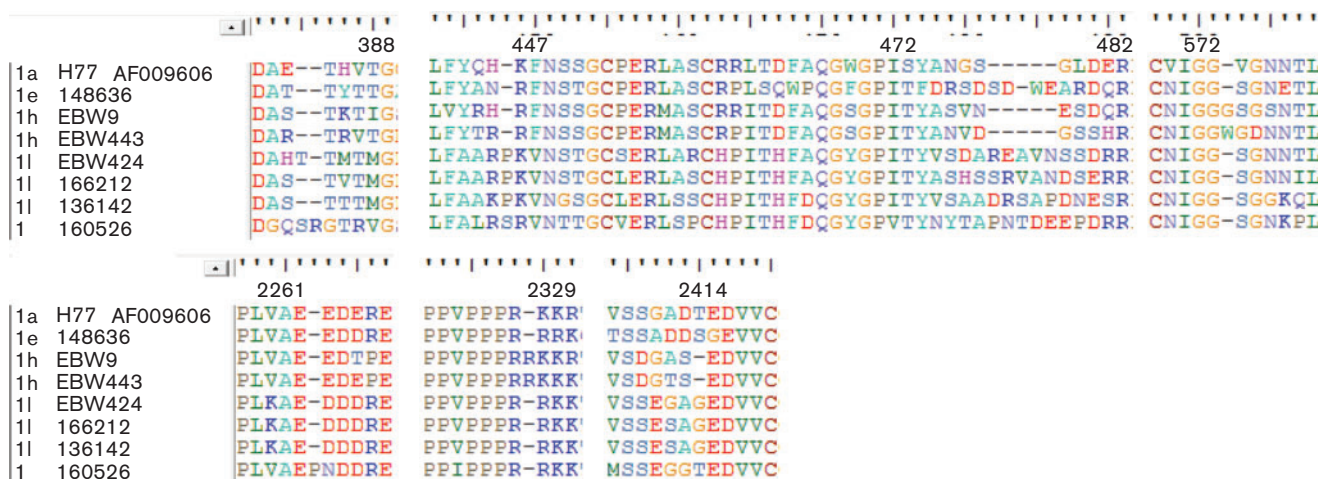 388 447 472 482 572
1a H77 AF009606 DAE--THVTG LFYQH-KFNSSGCPERLASCRRLTDFAQGWGPISYANGS-----GLDER CVIGG-VGNNTL
1e 148636 DAT--TYTTG LFYAN-RFNSTGCPERLASCRPLSQWPQGFGPITFDRSDSD-WEARDQR CNIGG-SGNETL
1h EBW9 DAS--TKTIG LVYRH-RFNSSGCPERMASCRPITDFAQGSGPITYASVN-----ESDQR CNIGGGSGSNTL
1h EBW443 DAR--TRVTG LFYTR-RFNSSGCPERMASCRRITDFAQGSGPITYANVD-----GSSHR CNIGGWGDNNTL
1l EBW424 DAHT-TMTMG LFAARPKVNSTGCSERLARCHPITHFAQGYGPITYVSDAREAVNSSDRR CNIGG-SGNNTL
1l 166212 DAS--TVTMG LFAARPKVNSTGCLERLASCHPITHFAQGYGPITYASHSSRVANDSERR CNIGG-SGNNIL
1l 136142 DAS--TTTMG LFAARPKVNGSGCLERLASCHPITHFDQGYGPITYVSAADRSAPDNESR CNIGG-SGGKQL
1 160526 DGQSRGTRVG LFALRSRVNTTGCVERLSPCHPITHFDQGYGPVTYNYTAPNTDEEPDRR CNIGG-SGNKPL
2261 2329 2414
1a H77 AF009606 PLVAE-EDERE PPVPPPR-KKR VSSGADTEDVVC
1e 148636 PLVAE-EDDRE PPVPPPR-RRK TSSADDSGEVVC
1h EBW9 PLVAE-EDTPE PPVPPPRRKKR VSDGAS-EDVVC
1h EBW443 PLVAE-EDEPE PPVPPPRRKKK VSDGTS-EDVVC
1l EBW424 PLKAE-DDDRE PPVPPPR-RKK VSSEGAGEDVVC
1l 166212 PLKAE-DDDRE PPVPPPR-RKK VSSESAGEDVVC
1l 136142 PLKAE-DDDRE PPVPPPR-RKK VSSESAGEDVVC
1 160526 PLVAEPNDDRE PPIPPPR-RKK MSSEGGTEDVVC